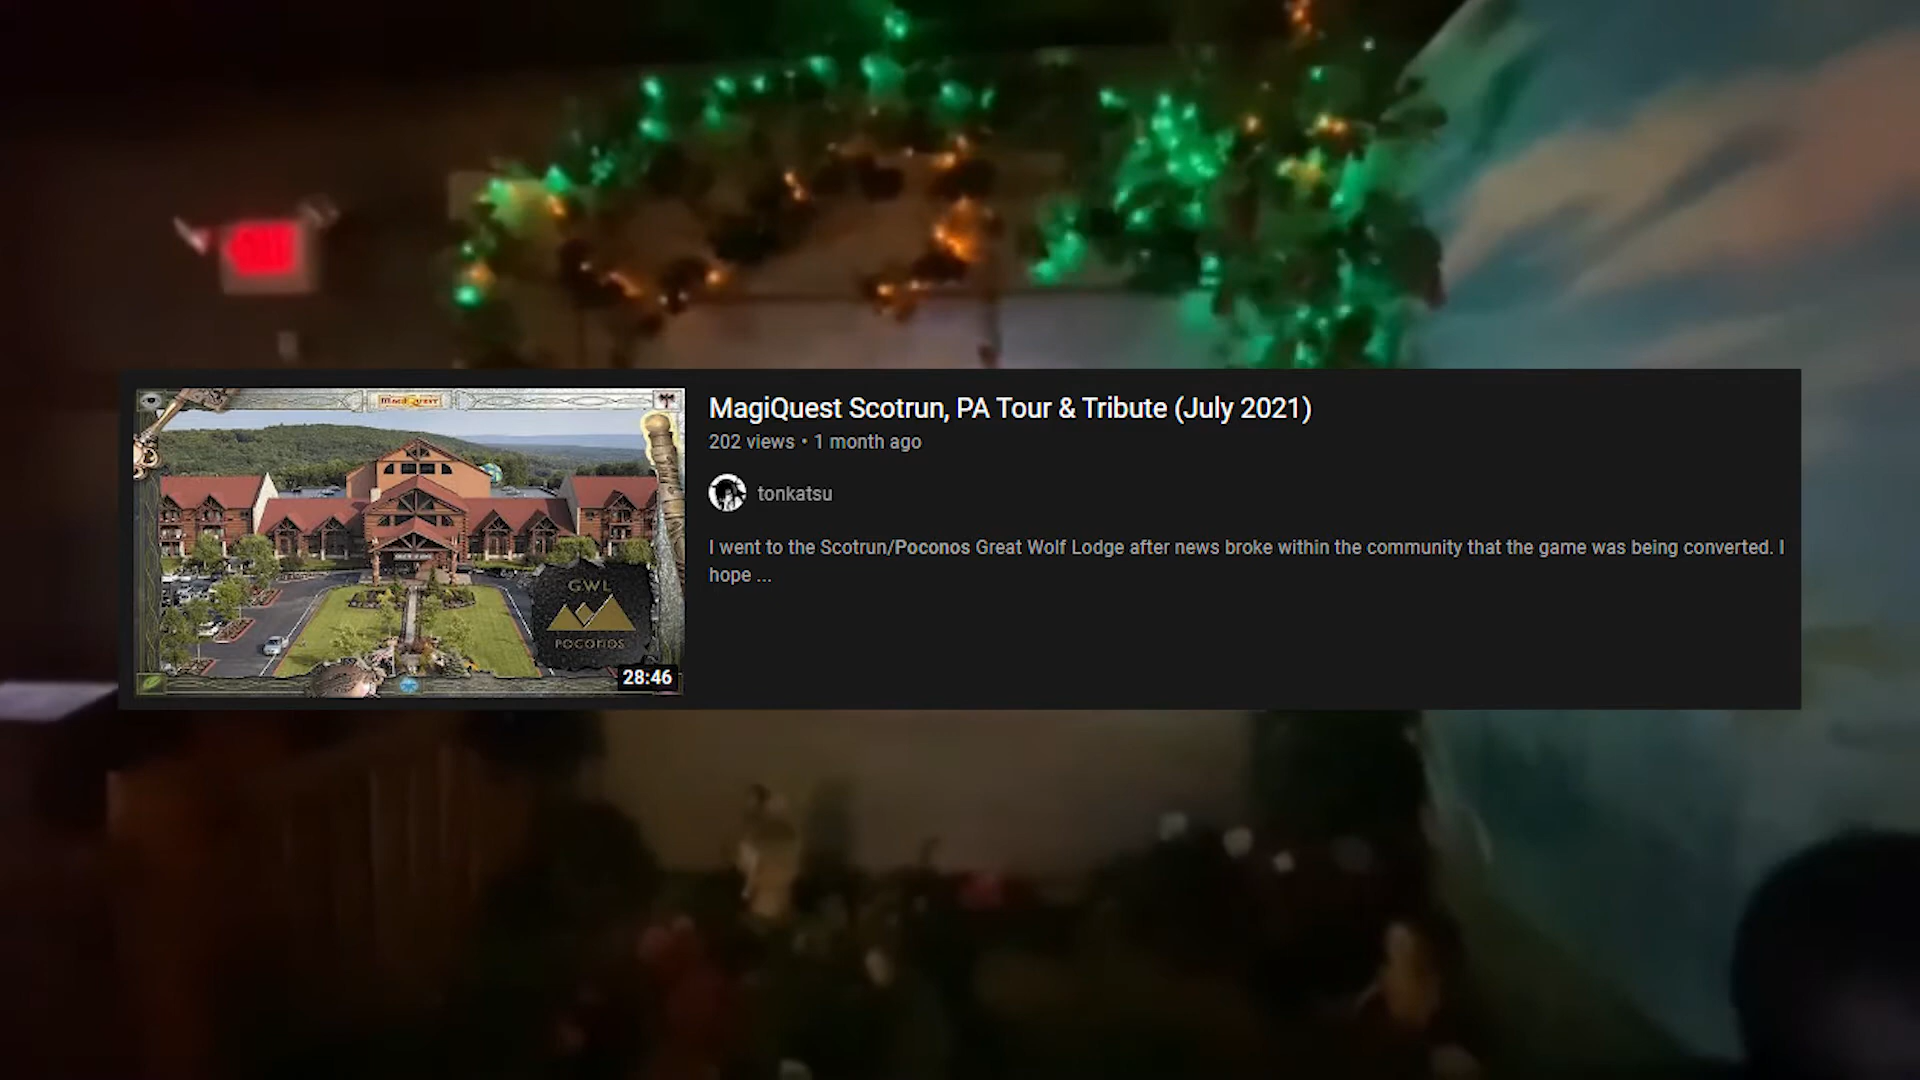 MagiQuest
GWL
POCONOS
28:46
MagiQuest Scotrun, PA Tour & Tribute (July 2021)
202 views • 1 month ago
tonkatsu
I went to the Scotrun/Poconos Great Wolf Lodge after news broke within the community that the game was being converted. I
hope ...